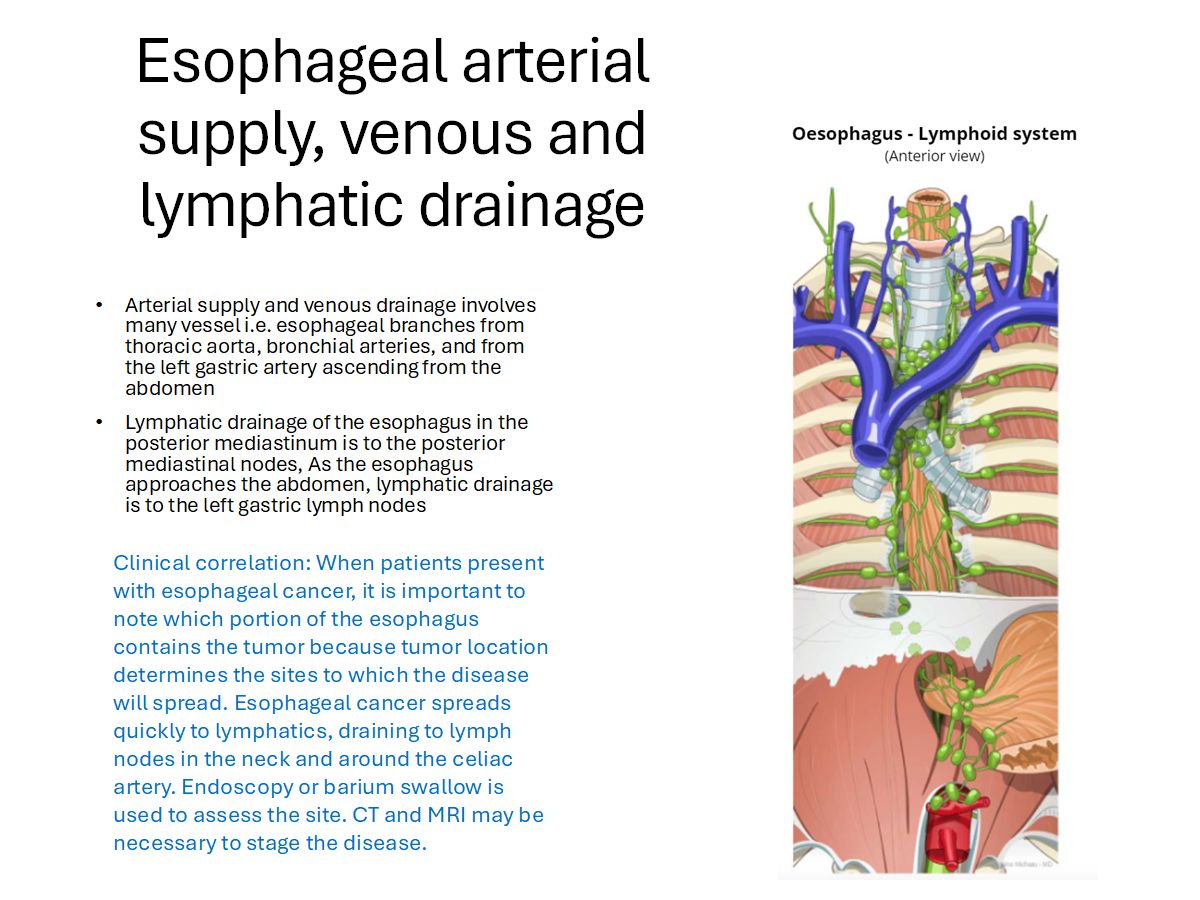 Esophageal arterial
supply, venous and
lymphatic drainage
• Arterial supply and venous drainage involves
many vessel i.e. esophageal branches from
thoracic aorta, bronchial arteries, and from
the left gastric artery ascending from the
abdomen
• Lymphatic drainage of the esophagus in the
posterior mediastinum is to the posterior
mediastinal nodes, As the esophagus
approaches the abdomen, lymphatic drainage
is to the left gastric lymph nodes
Clinical correlation: When patients present
with esophageal cancer, it is important to
note which portion of the esophagus
contains the tumor because tumor location
determines the sites to which the disease
will spread. Esophageal cancer spreads
quickly to lymphatics, draining to lymph
nodes in the neck and around the celiac
artery. Endoscopy or barium swallow is
used to assess the site. CT and MRI may be
necessary to stage the disease.
Oesophagus - Lymphoid system
(Anterior view)
Micheau - MD